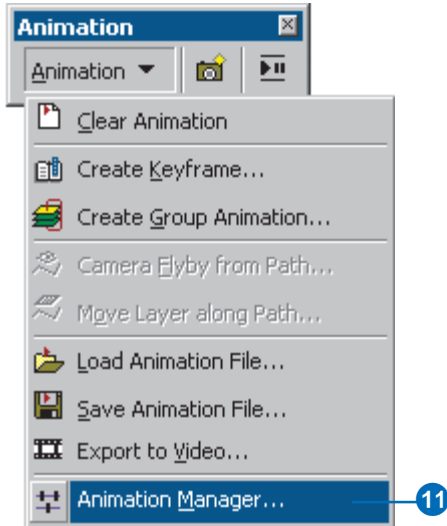 Animation
Animation
Clear Animation
Create Keyframe...
Create Group Animation...
Camera Flyby from Path...
Move Layer along Path...
Load Animation File...
Save Animation File...
Export to Video...
Animation Manager... 11